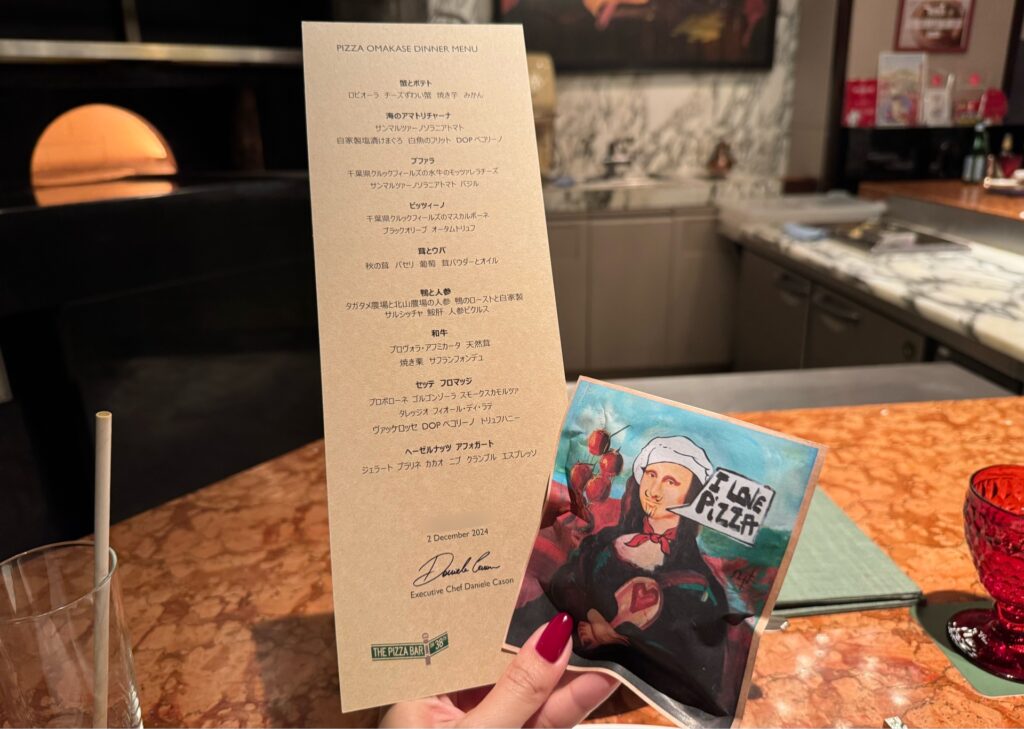 PIZZA OMAKASE DINNER MENU
蟹とポテト
ロビオーラ チーズずわい蟹 焼き芋 みかん
海のアマトリチャーナ
サンマルツァーノソラニアトマト
自家製塩漬けまぐろ 白魚のフリット DOP ペコリーノ
ブファラ
千葉県クルックフィールズの水牛のモッツァレラチーズ
サンマルツァーノソラニアトマト バジル
ピッツィーノ
千葉県クルックフィールズのマスカルポーネ
ブラックオリーブ オータムトリュフ
茸とウバ
秋の茸 パセリ 葡萄 茸パウダーとオイル
鴨と人参
タガタメ農場と北山農場の人参 鴨のローストと自家製
サルシッチャ 鮟肝 人参ピクルス
和牛
プロヴォラ・アフミカータ 天然茸
焼き栗 サフランフォンデュ
セッテ フロマッジ
プロボローネ ゴルゴンゾーラ スモークスカモルツァ
タレッジオ フィオール・ディ・ラテ
ヴァッケロッセ DOP ペコリーノ トリュフハニー
ヘーゼルナッツ アフォガート
ジェラート プラリネ カカオ ニブ クランブル エスプレッソ
2 December 2024
Daniele Cason
Executive Chef Daniele Cason
THE PIZZA BAR ON 38TH
I LOVE
PIZZA